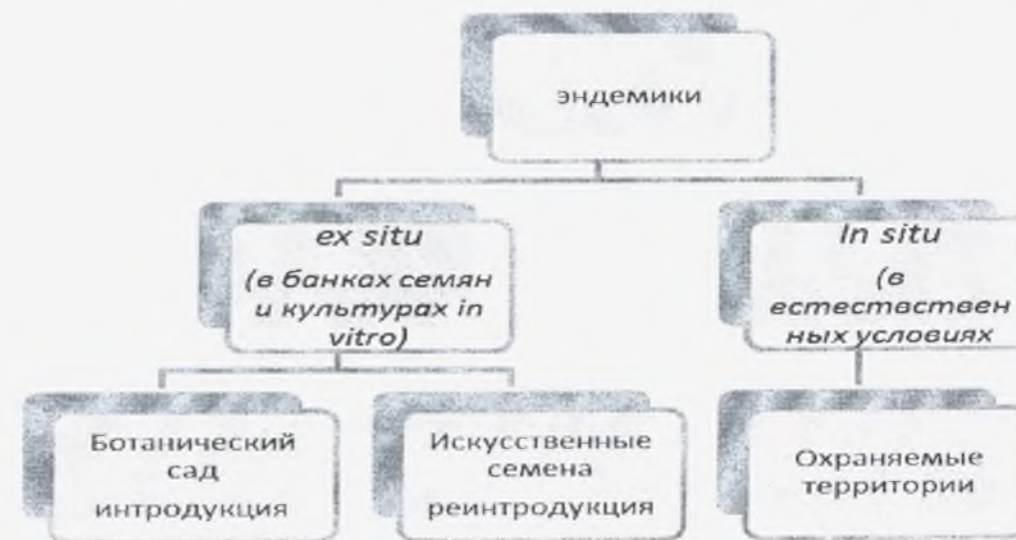 эндемики
ex situ
(в банках семян
и культурах in
vitro)
In situ
(в
естествствен
ных условиях
Ботанический
сад
интродукция
Искусственные
семена
реинтродукция
Охраняемые
территории